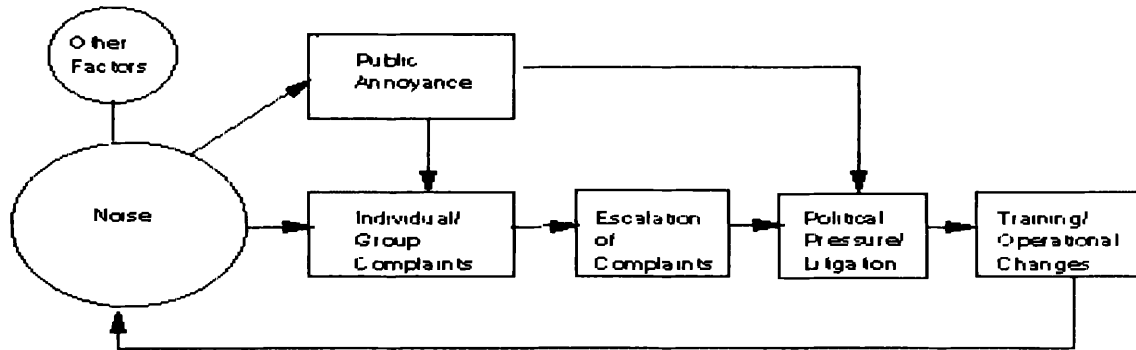 Other
Factors
Public
Annoyance
Noise
Individual/
Group
Complaints
Escalation
of
Complaints
Political
Pressure/
Litigation
Training/
Operational
Changes